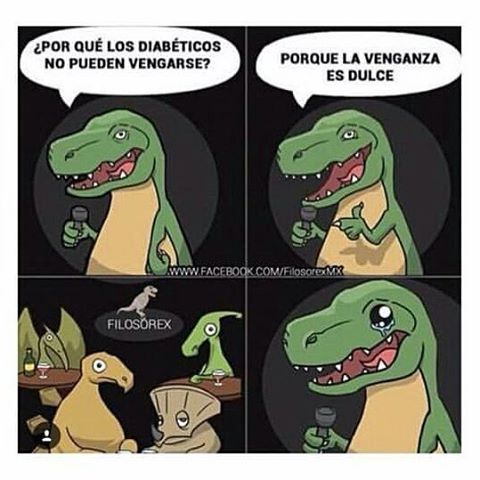 ¿POR QUÉ LOS DIABÉTICOS
NO PUEDEN VENGARSE?
PORQUE LA VENGANZA
ES DULCE
WWW.FACEBOOK.COM/FilosorexMX
FILOSOREX